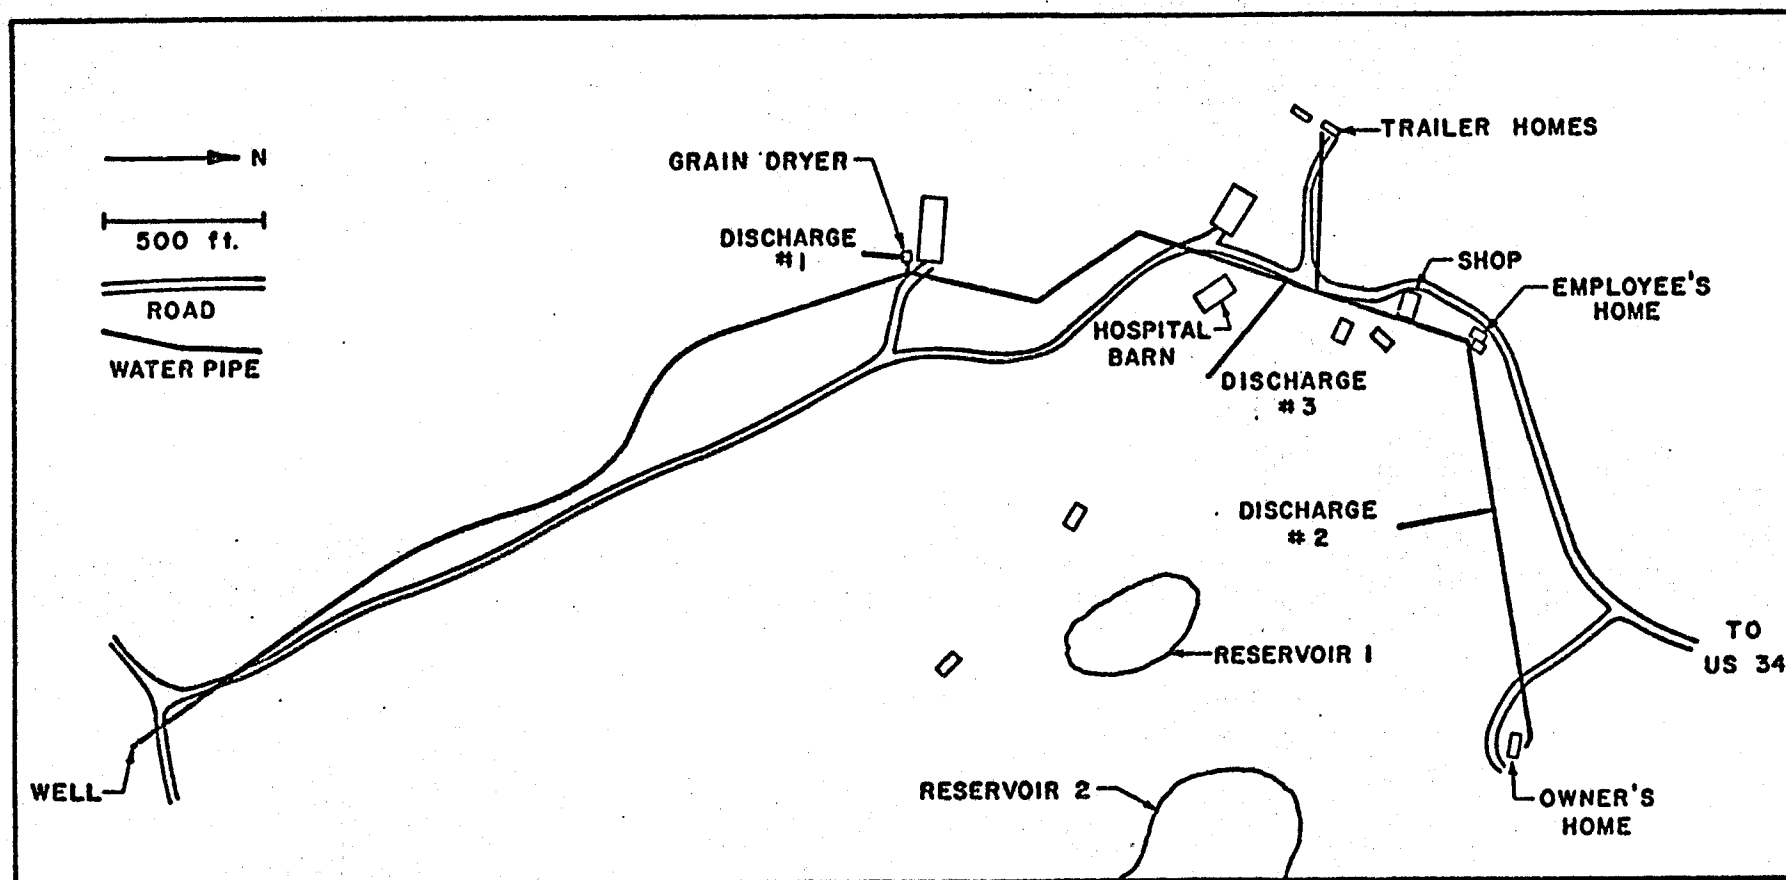 N
500 ft.
ROAD
WATER PIPE
GRAIN DRYER
DISCHARGE
#1
TRAILER HOMES
SHOP
EMPLOYEE'S
HOME
HOSPITAL
BARN
DISCHARGE
#3
DISCHARGE
#2
RESERVOIR 1
TO
US 34
WELL
RESERVOIR 2
OWNER'S
HOME